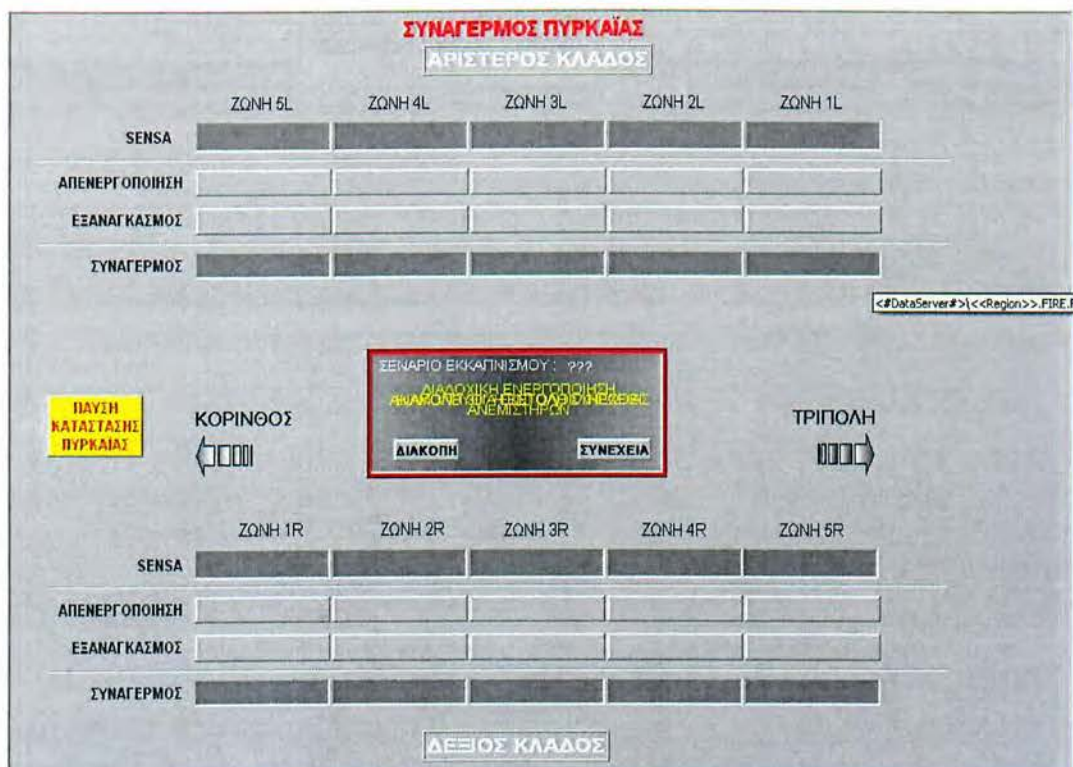 ΣΥΝΑΓΕΡΜΟΣ ΠΥΡΚΑΪΑΣ
ΑΡΙΣΤΕΡΟΣ ΚΛΑΔΟΣ
ΖΩΝΗ 5L ΖΩΝΗ 4L ΖΩΝΗ 3L ΖΩΝΗ 2L ΖΩΝΗ 1L
SENSA
ΑΠΕΝΕΡΓΟΠΟΙΗΣΗ
ΕΞΑΝΑΓΚΑΣΜΟΣ
ΣΥΝΑΓΕΡΜΟΣ
<#DataServer#>\<<Region>>.FIRE.F
ΣΕΝΑΡΙΟ ΕΚΚΑΠΝΙΣΜΟΥ : ???
ΔΙΑΔΟΧΙΚΗ ΕΝΕΡΓΟΠΟΙΗΣΗ
ΑΝΕΜΙΣΤΗΡΩΝ
ΔΙΑΚΟΠΗ ΣΥΝΕΧΕΙΑ
ΠΑΥΣΗ
ΚΑΤΑΣΤΑΣΗΣ
ΠΥΡΚΑΙΑΣ
ΚΟΡΙΝΘΟΣ
ΤΡΙΠΟΛΗ
ΖΩΝΗ 1R ΖΩΝΗ 2R ΖΩΝΗ 3R ΖΩΝΗ 4R ΖΩΝΗ 5R
SENSA
ΑΠΕΝΕΡΓΟΠΟΙΗΣΗ
ΕΞΑΝΑΓΚΑΣΜΟΣ
ΣΥΝΑΓΕΡΜΟΣ
ΔΕΞΙΟΣ ΚΛΑΔΟΣ